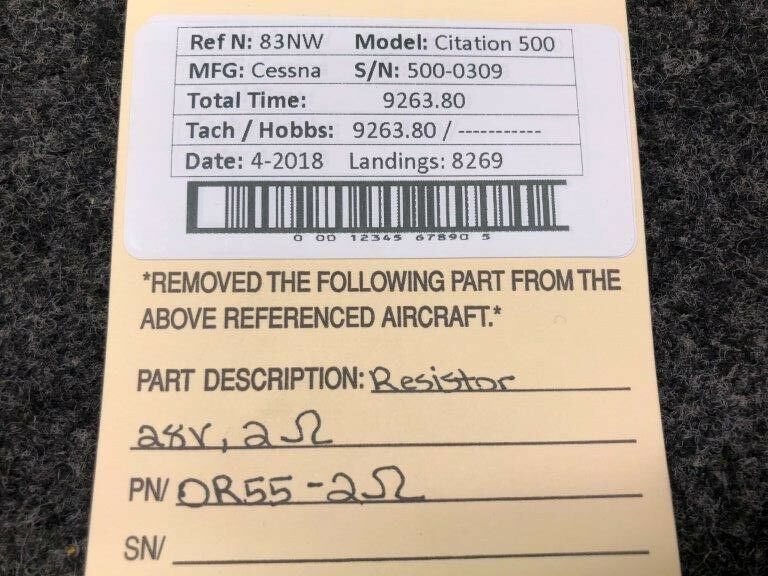 Ref N: 83NW Model: Citation 500
MFG: Cessna S/N: 500-0309
Total Time: 9263.80
Tach / Hobbs: 9263.80 / -----------
Date: 4-2018 Landings: 8269
0 00 12345 67890 5
*REMOVED THE FOLLOWING PART FROM THE
ABOVE REFERENCED AIRCRAFT.*
PART DESCRIPTION: Resistor
28V, 2Ω
PN/ OR55-2Ω
SN/